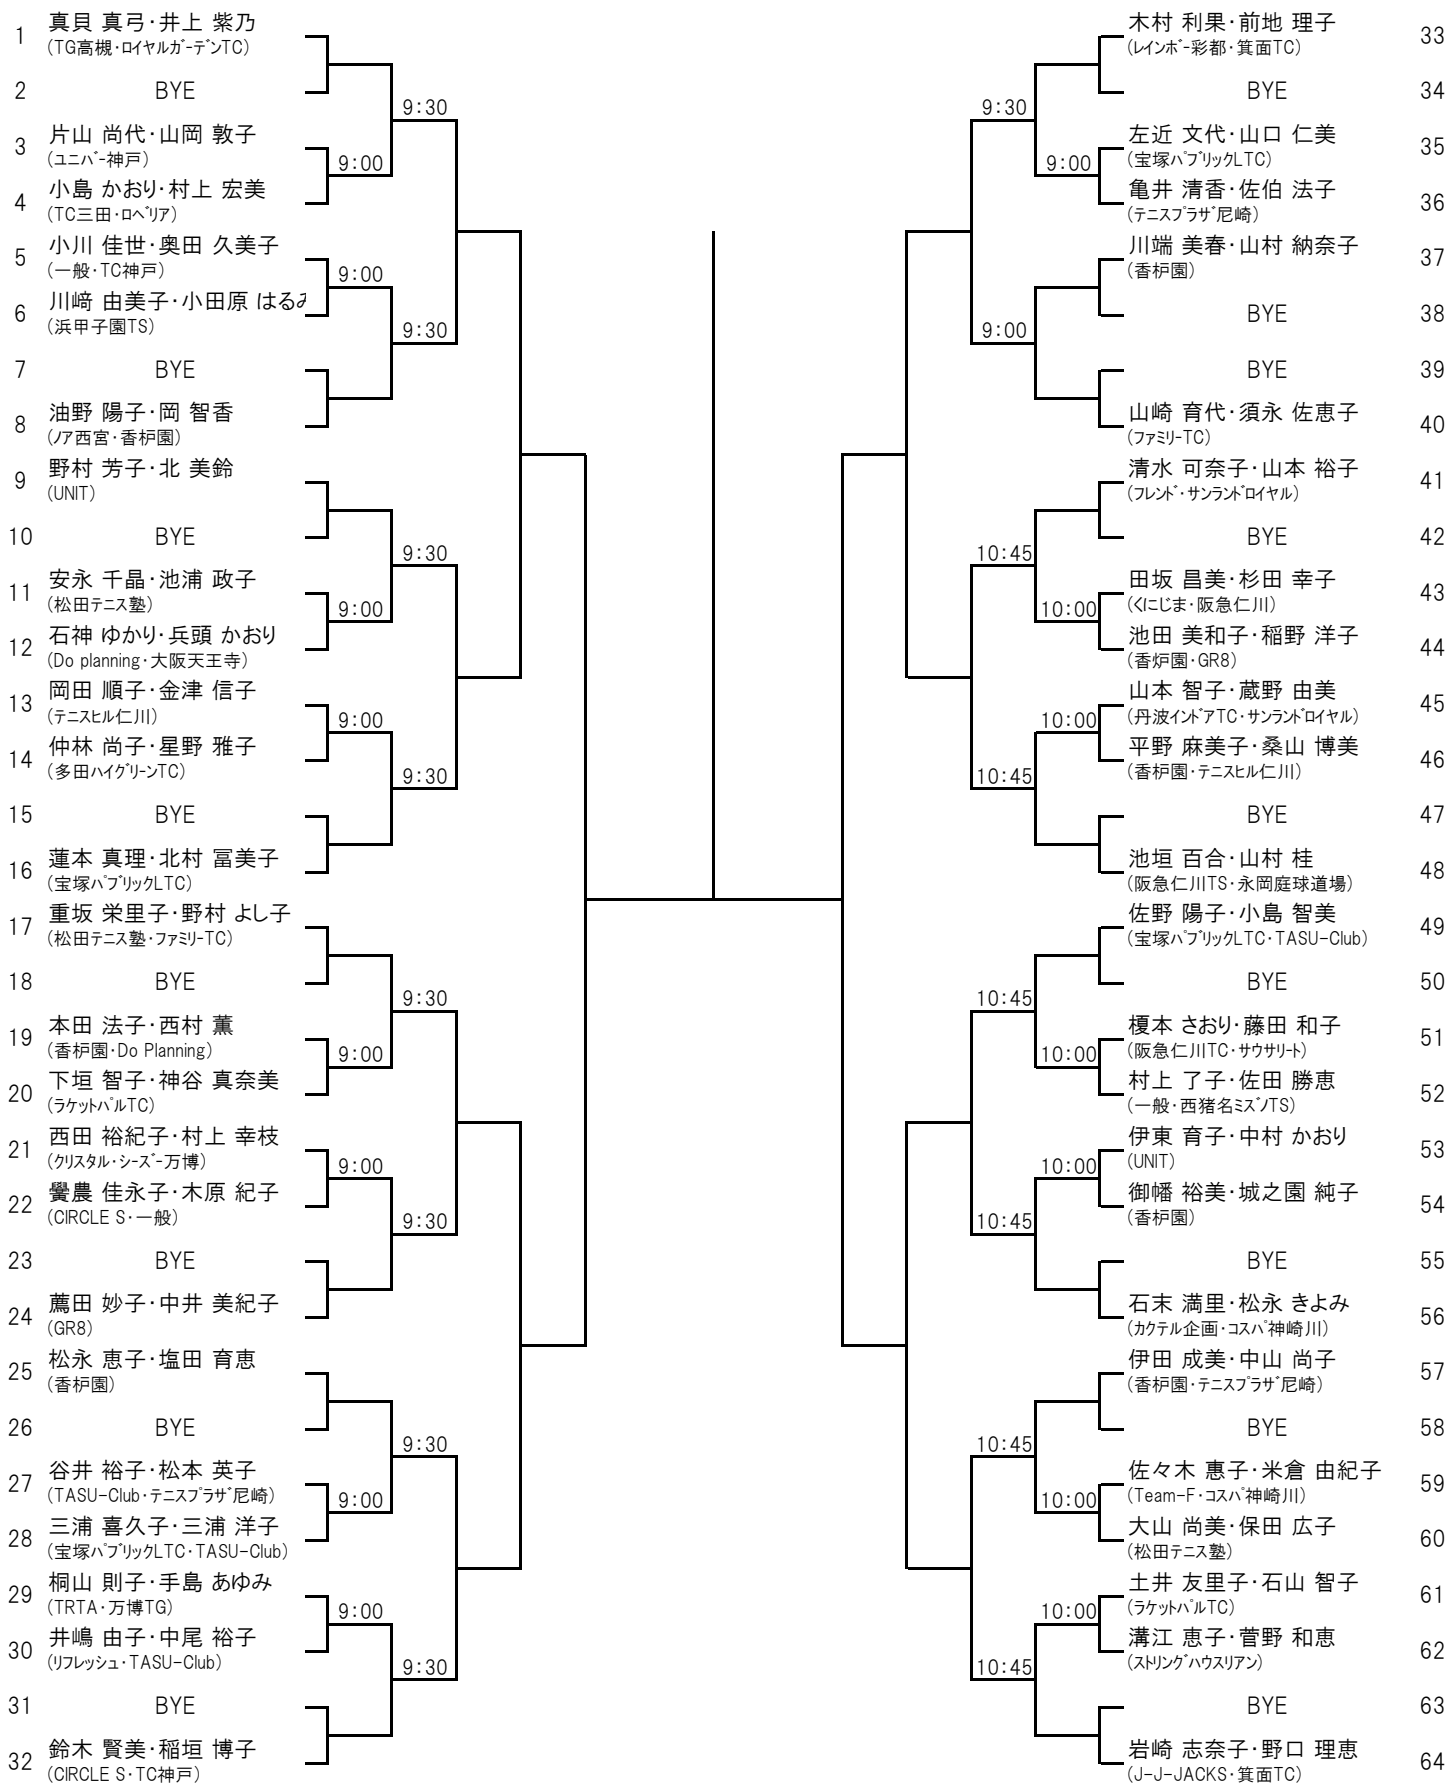 1
真貝 真弓・井上 紫乃
(TG高槻・ロイヤルガーデンTC)
2
BYE
9:30
3
片山 尚代・山岡 敦子
(ユニバー神戸)
9:00
4
小島 かおり・村上 宏美
(TC三田・ロペリア)
5
小川 佳世・奥田 久美子
(一般・TC神戸)
9:00
6
川﨑 由美子・小田原 はるみ
(浜甲子園TS)
9:30
7
BYE
8
油野 陽子・岡 智香
(ノア西宮・香枦園)
9
野村 芳子・北 美鈴
(UNIT)
10
BYE
9:30
11
安永 千晶・池浦 政子
(松田テニス塾)
9:00
12
石神 ゆかり・兵頭 かおり
(Do planning・大阪天王寺)
13
岡田 順子・金津 信子
(テニスヒル仁川)
9:00
14
仲林 尚子・星野 雅子
(多田ハイグリーンTC)
9:30
15
BYE
16
蓮本 真理・北村 冨美子
(宝塚パブリックLTC)
17
重坂 栄里子・野村 よし子
(松田テニス塾・ファミリーTC)
18
BYE
9:30
19
本田 法子・西村 薫
(香枦園・Do Planning)
9:00
20
下垣 智子・神谷 真奈美
(ラケットパルTC)
21
西田 裕紀子・村上 幸枝
(クリスタル・シーズー万博)
9:00
22
黌農 佳永子・木原 紀子
(CIRCLE S・一般)
9:30
23
BYE
24
薦田 妙子・中井 美紀子
(GR8)
25
松永 恵子・塩田 育恵
(香枦園)
26
BYE
9:30
27
谷井 裕子・松本 英子
(TASU-Club・テニスプラザ尼崎)
9:00
28
三浦 喜久子・三浦 洋子
(宝塚パブリックLTC・TASU-Club)
29
桐山 則子・手島 あゆみ
(TRTA・万博TG)
9:00
30
井嶋 由子・中尾 裕子
(リフレッシュ・TASU-Club)
9:30
31
BYE
32
鈴木 賢美・稲垣 博子
(CIRCLE S・TC神戸)
木村 利果・前地 理子
(レインボー彩都・箕面TC)
33
BYE
34
9:30
左近 文代・山口 仁美
(宝塚パブリックLTC)
35
9:00
亀井 清香・佐伯 法子
(テニスプラザ尼崎)
36
川端 美春・山村 納奈子
(香枦園)
37
BYE
38
9:00
BYE
39
山崎 育代・須永 佐恵子
(ファミリーTC)
40
清水 可奈子・山本 裕子
(フレンド・サンランドロイヤル)
41
BYE
42
10:45
田坂 昌美・杉田 幸子
(くにじま・阪急仁川)
43
10:00
池田 美和子・稲野 洋子
(香炉園・GR8)
44
山本 智子・蔵野 由美
(丹波インドアTC・サンランドロイヤル)
45
10:00
平野 麻美子・桑山 博美
(香枦園・テニスヒル仁川)
46
10:45
BYE
47
池垣 百合・山村 桂
(阪急仁川TS・永岡庭球道場)
48
佐野 陽子・小島 智美
(宝塚パブリックLTC・TASU-Club)
49
BYE
50
10:45
榎本 さおり・藤田 和子
(阪急仁川TC・サウサリート)
51
10:00
村上 了子・佐田 勝恵
(一般・西猪名ミズノTS)
52
伊東 育子・中村 かおり
(UNIT)
53
10:00
御幡 裕美・城之園 純子
(香枦園)
54
10:45
BYE
55
石末 満里・松永 きよみ
(カクテル企画・コスパ神崎川)
56
伊田 成美・中山 尚子
(香枦園・テニスプラザ尼崎)
57
BYE
58
10:45
佐々木 惠子・米倉 由紀子
(Team-F・コスパ神崎川)
59
10:00
大山 尚美・保田 広子
(松田テニス塾)
60
土井 友里子・石山 智子
(ラケットパルTC)
61
10:00
溝江 恵子・菅野 和恵
(ストリングハウスリアン)
62
10:45
BYE
63
岩崎 志奈子・野口 理恵
(J-J-JACKS・箕面TC)
64